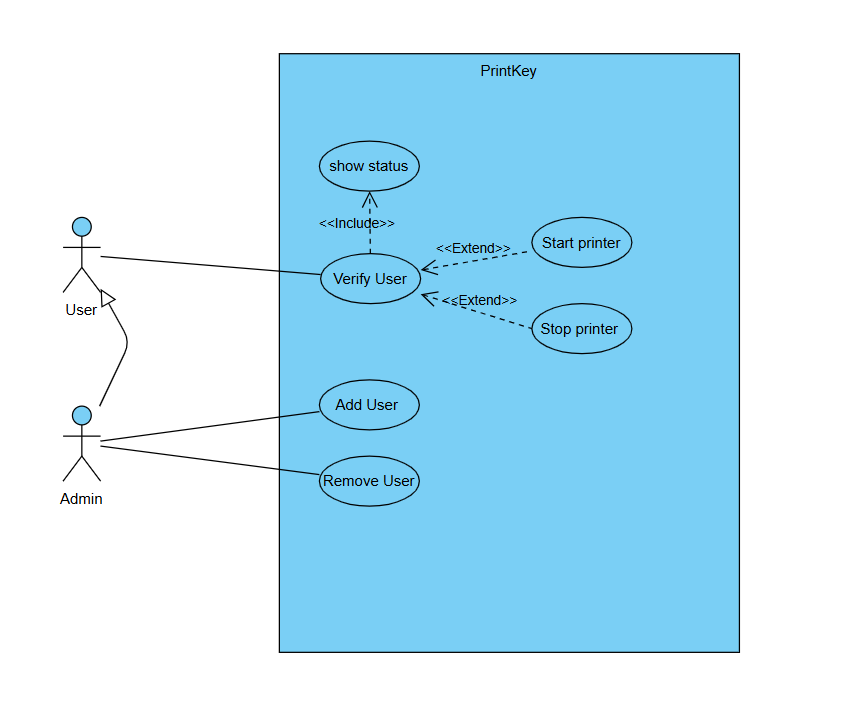 PrintKey
show status
<<Include>>
<<Extend>>
Start printer
User
Verify User
<<Extend>>
Stop printer
Add User
Admin
Remove User